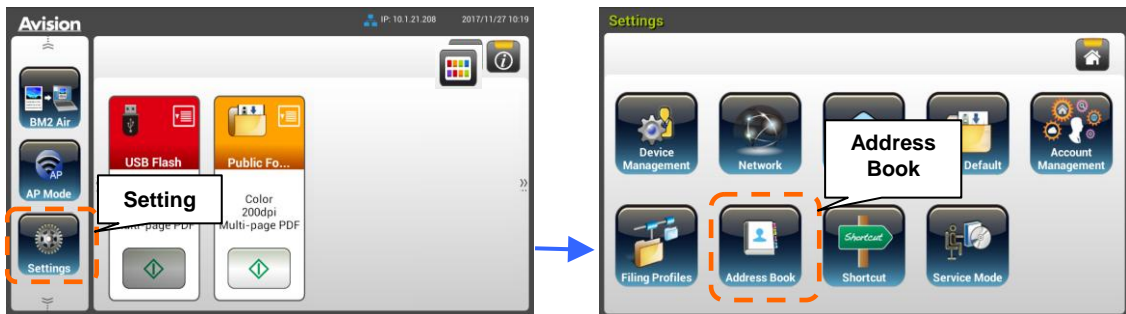 Avision
IP: 10.1.21.208
2017/11/27 10:19
BM2 Air
AP
AP Mode
Settings
Setting
USB Flash
Public Fo...
Color
200dpi
Multi-page PDF
Settings
Device
Management
Network
Default
Account
Management
Address
Book
Filing Profiles
Address Book
Shortcut
Shortcut
Service Mode